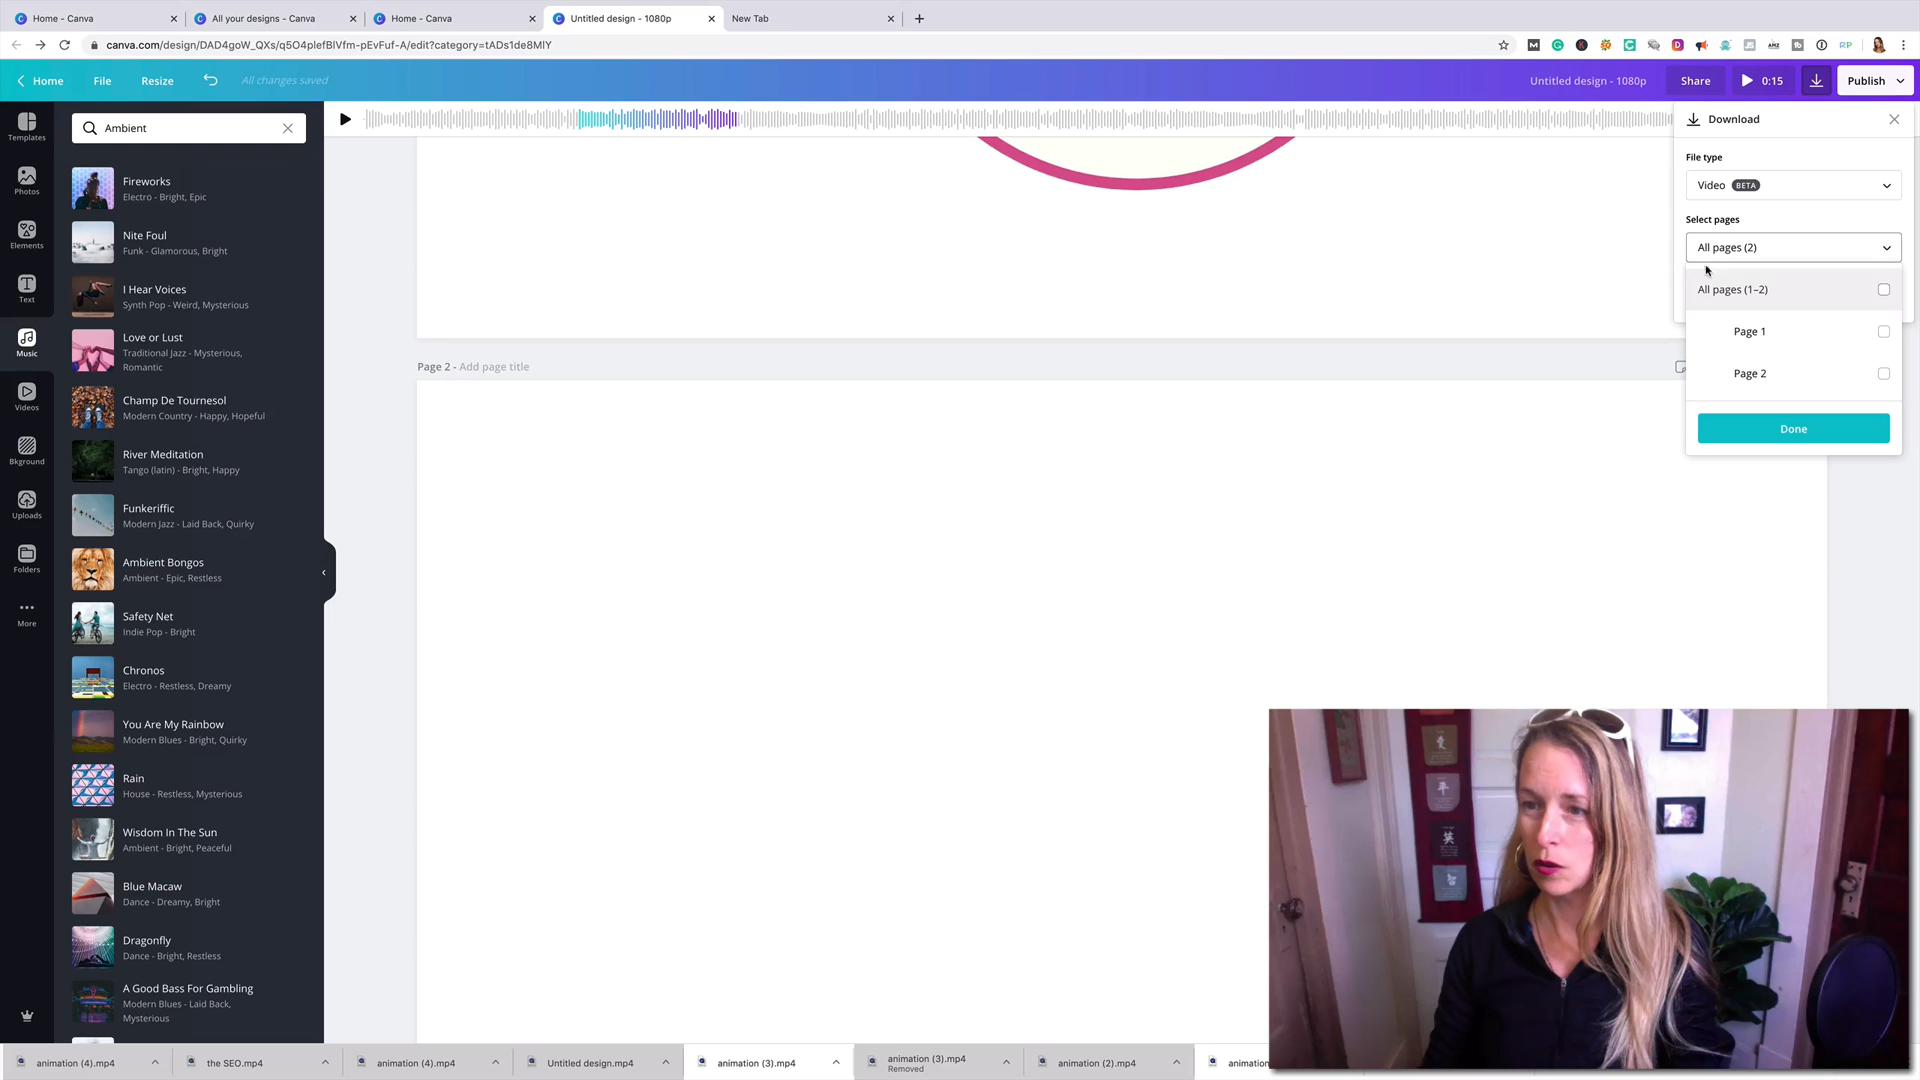 Home - Canva
All your designs - Canva
Home - Canva
Untitled design - 1080p
New Tab
canva.com/design/DAD4goW_QXs/q5O4plefBlVfm-pEvFuf-A/edit?category=tADs1de8MlY
Home
File
Resize
All changes saved
Untitled design - 1080p
Share
0:15
Publish
Templates
Photos
Elements
Text
Music
Videos
Bkground
Uploads
Folders
More
Ambient
Fireworks
Electro - Bright, Epic
Nite Foul
Funk - Glamorous, Bright
I Hear Voices
Synth Pop - Weird, Mysterious
Love or Lust
Traditional Jazz - Mysterious,
Romantic
Champ De Tournesol
Modern Country - Happy, Hopeful
River Meditation
Tango (latin) - Bright, Happy
Funkeriffic
Modern Jazz - Laid Back, Quirky
Ambient Bongos
Ambient - Epic, Restless
Safety Net
Indie Pop - Bright
Chronos
Electro - Restless, Dreamy
You Are My Rainbow
Modern Blues - Bright, Quirky
Rain
House - Restless, Mysterious
Wisdom In The Sun
Ambient - Bright, Peaceful
Blue Macaw
Dance - Dreamy, Bright
Dragonfly
Dance - Bright, Restless
A Good Bass For Gambling
Modern Blues - Laid Back,
Mysterious
Page 2 - Add page title
Download
File type
Video BETA
Select pages
All pages (2)
All pages (1–2)
Page 1
Page 2
Done
animation (4).mp4
the SEO.mp4
animation (4).mp4
Untitled design.mp4
animation (3).mp4
animation (3).mp4
Removed
animation (2).mp4
animation